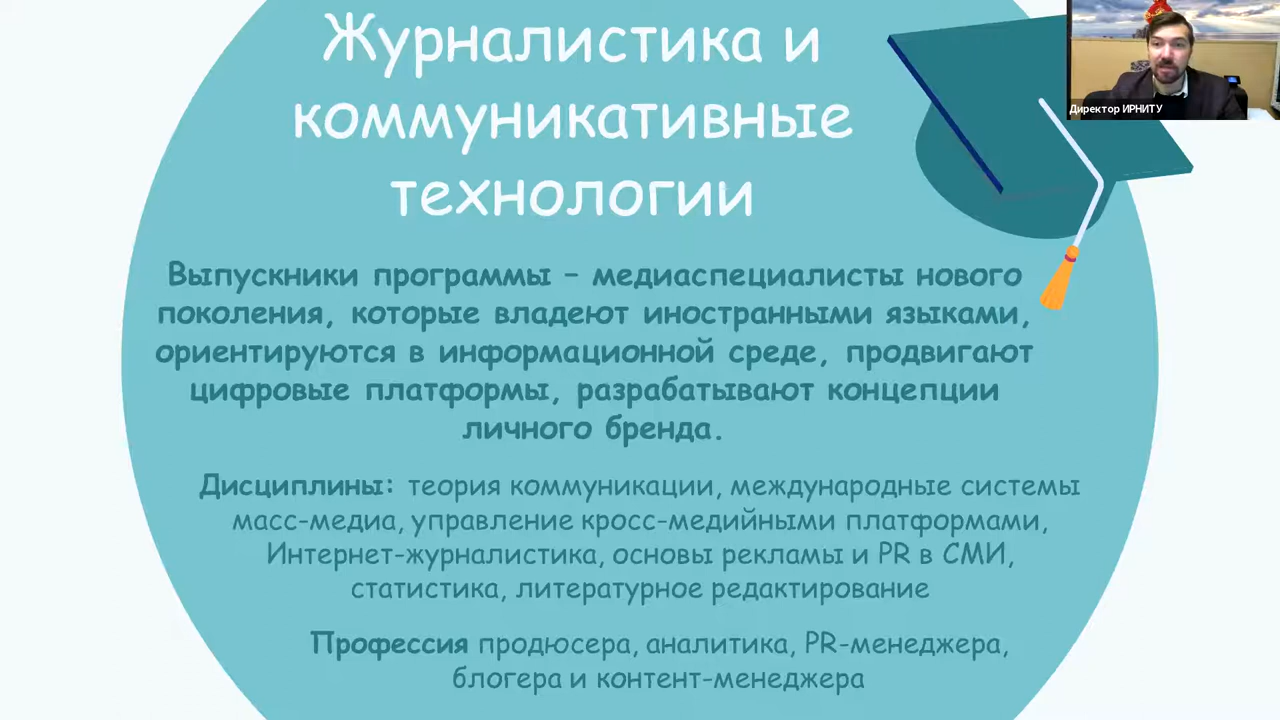 Журналистика и
коммуникативные
технологии
Директор ИРНИТУ
Выпускники программы – медиаспециалисты нового
поколения, которые владеют иностранными языками,
ориентируются в информационной среде, продвигают
цифровые платформы, разрабатывают концепции
личного бренда.
Дисциплины: теория коммуникации, международные системы
масс-медиа, управление кросс-медийными платформами,
Интернет-журналистика, основы рекламы и PR в СМИ,
статистика, литературное редактирование
Профессия продюсера, аналитика, PR-менеджера,
блогера и контент-менеджера